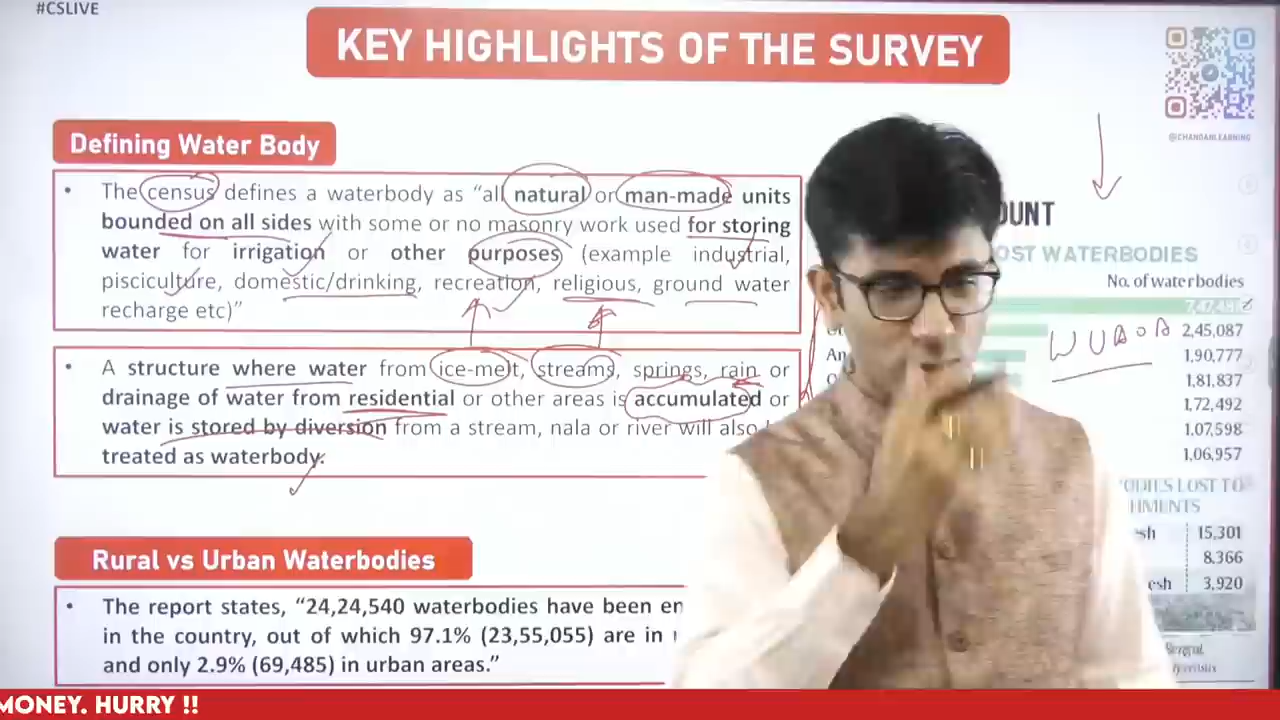 #CSLIVE
KEY HIGHLIGHTS OF THE SURVEY
@CHANDANLEARNING
Defining Water Body
• The census defines a waterbody as “all natural or man-made units
bounded on all sides with some or no masonry work used for storing
water for irrigation or other purposes (example industrial,
pisciculture, domestic/drinking, recreation, religious, ground water
recharge etc)”
• A structure where water from ice-melt, streams, springs, rain or
drainage of water from residential or other areas is accumulated or
water is stored by diversion from a stream, nala or river will also
treated as waterbody.
Rural vs Urban Waterbodies
• The report states, “24,24,540 waterbodies have been en
in the country, out of which 97.1% (23,55,055) are in
and only 2.9% (69,485) in urban areas.”
OUNT
OST WATERBODIES
No. of waterbodies
2,45,087
An 1,90,777
1,81,837
1,72,492
1,07,598
1,06,957
ODIES LOST TO
HMENTS
sh 15,301
8,366
esh 3,920
MONEY. HURRY !!